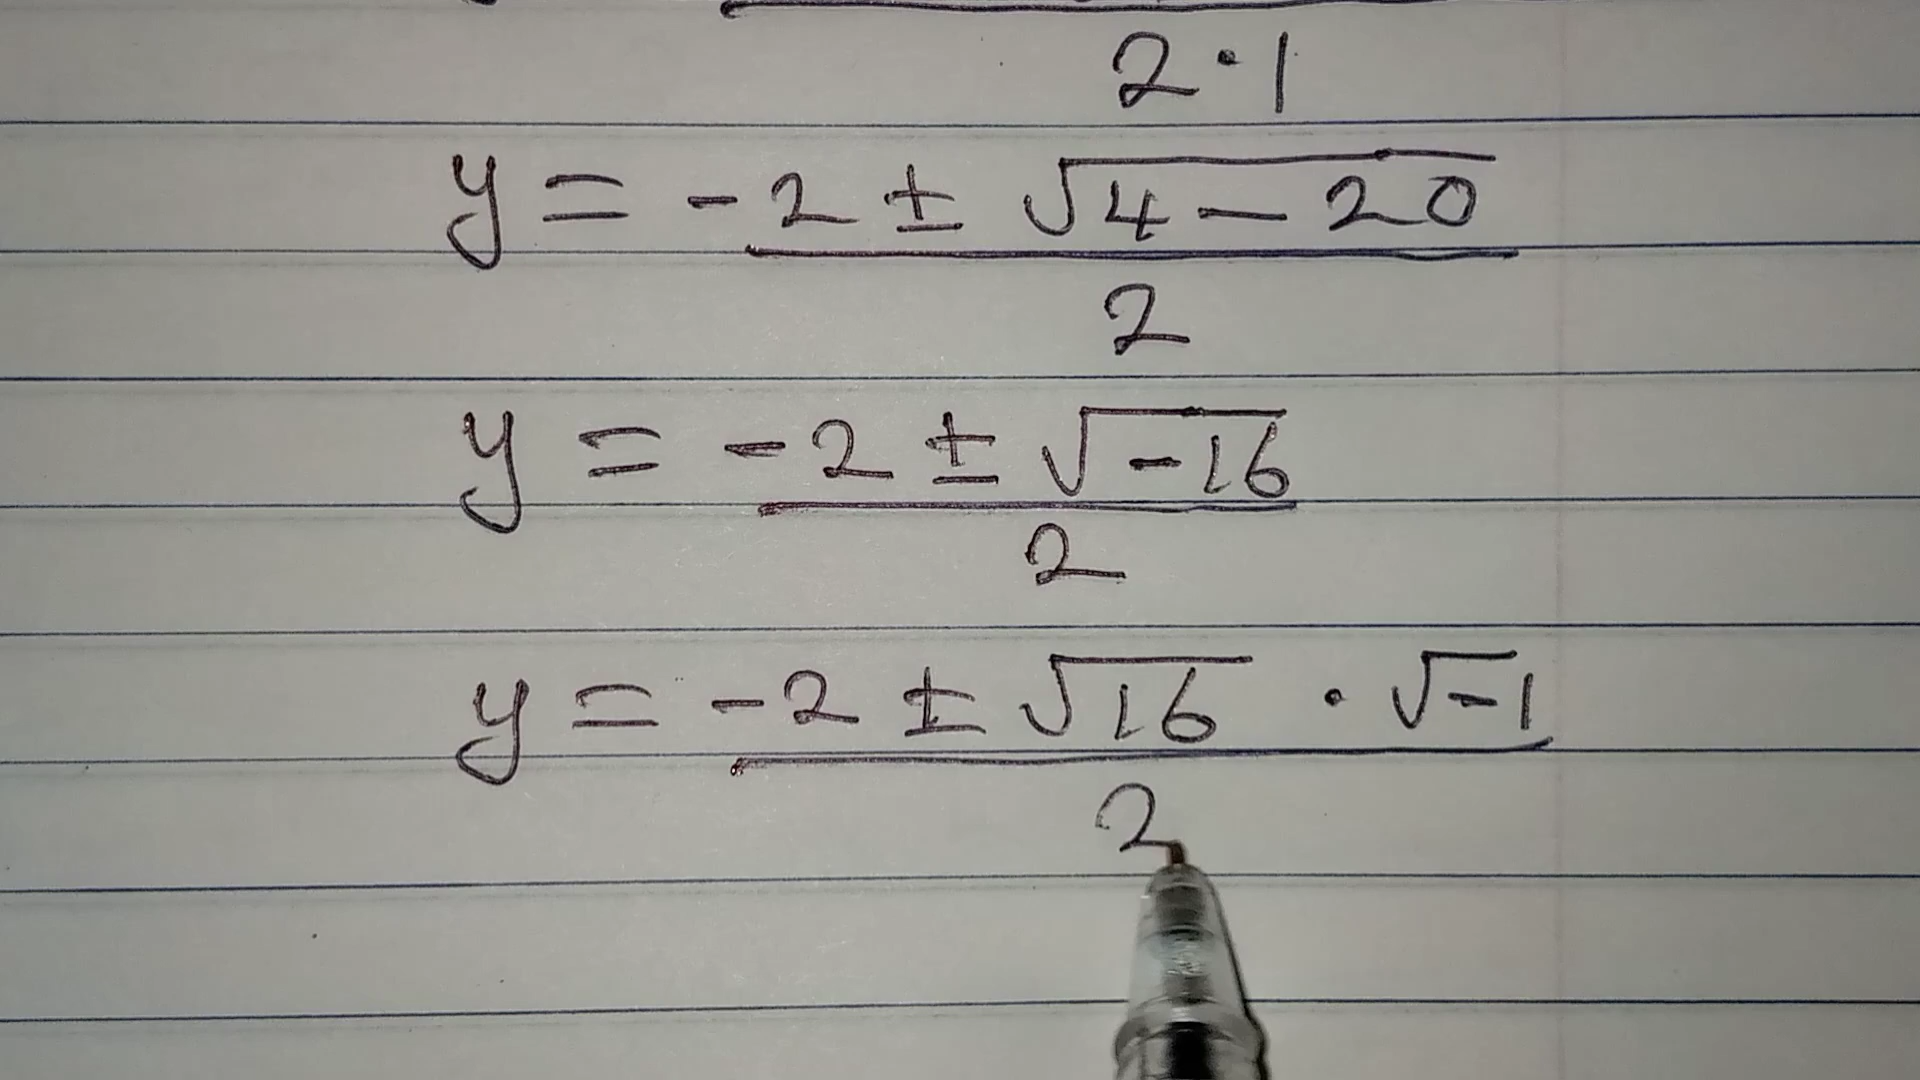 2·1
y = -2 ± √4 - 20
2
y = -2 ± √-16
2
y = -2 ± √16 · √-1
2